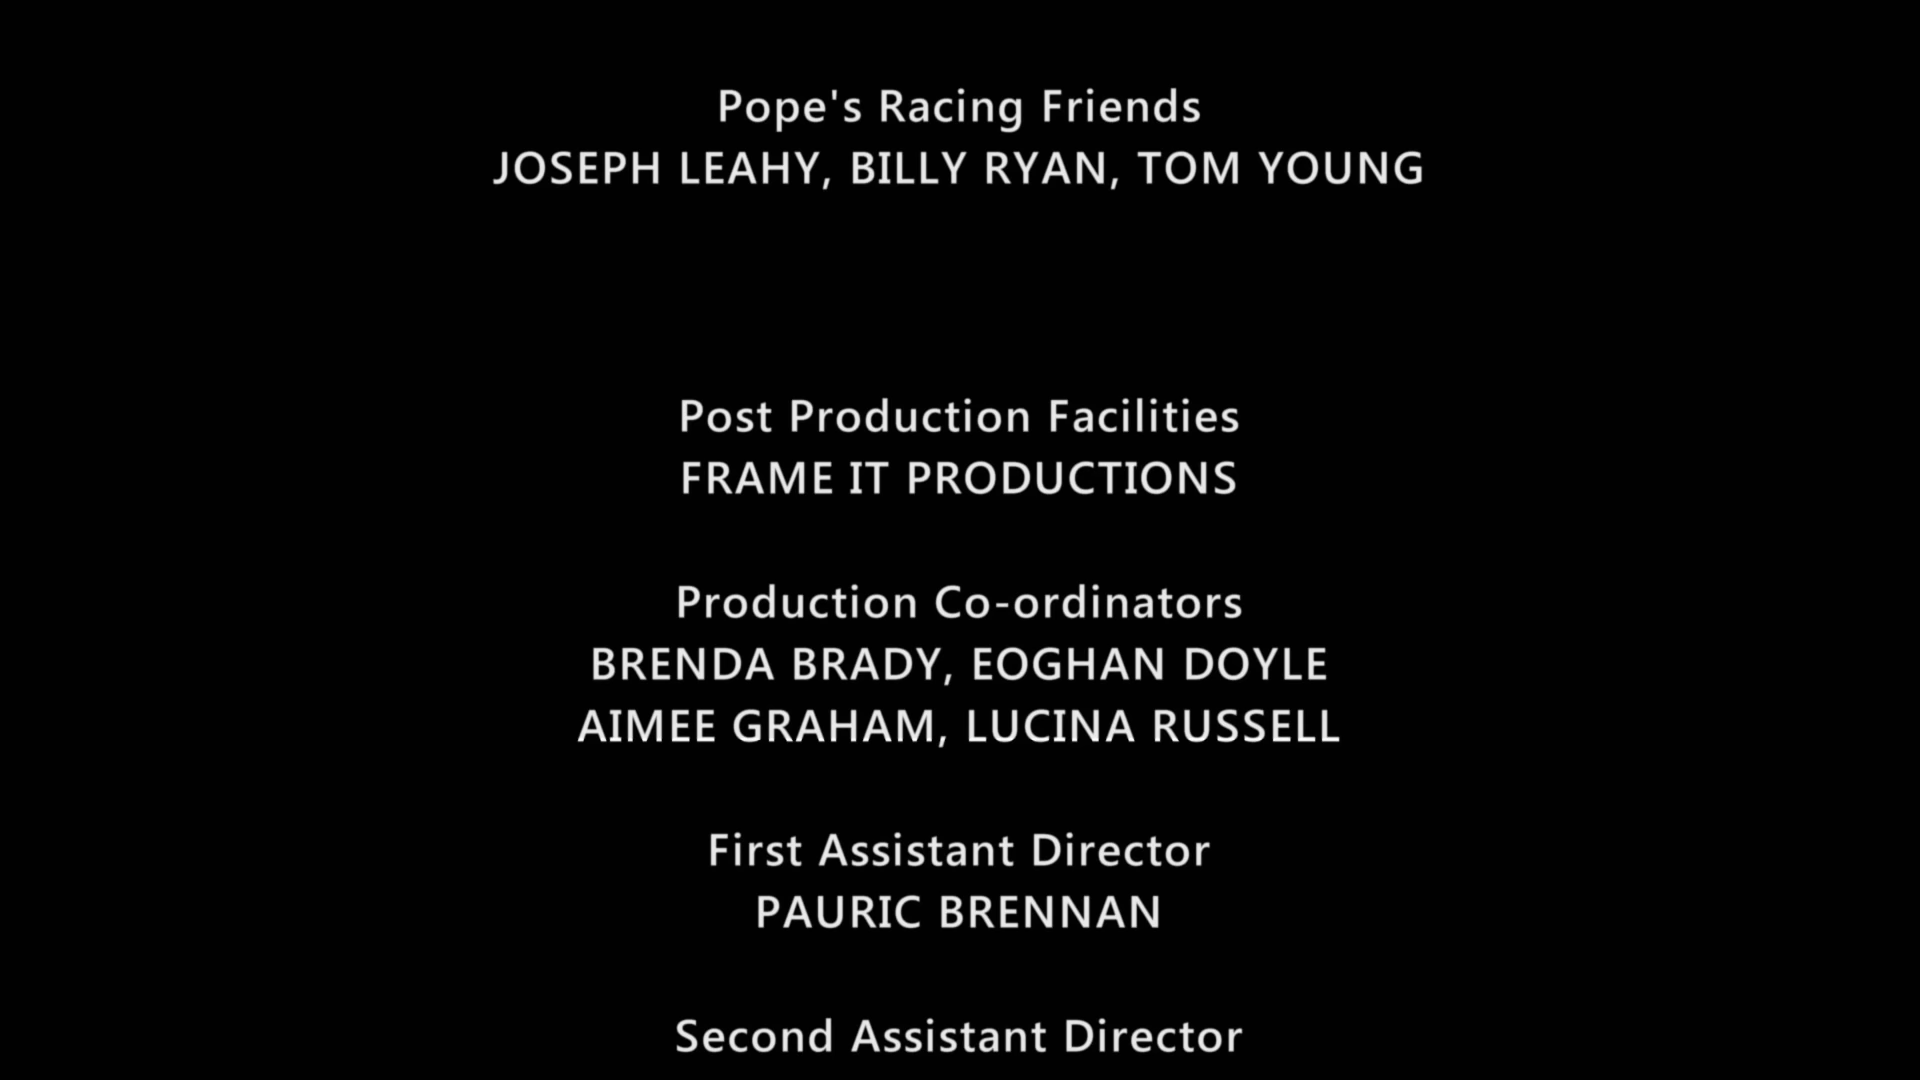 Pope's Racing Friends
JOSEPH LEAHY, BILLY RYAN, TOM YOUNG
Post Production Facilities
FRAME IT PRODUCTIONS
Production Co-ordinators
BRENDA BRADY, EOGHAN DOYLE
AIMEE GRAHAM, LUCINA RUSSELL
First Assistant Director
PAURIC BRENNAN
Second Assistant Director